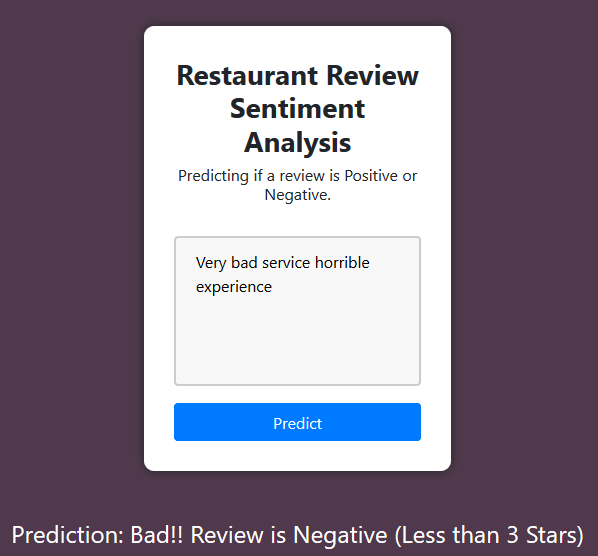 Restaurant Review
Sentiment
Analysis
Predicting if a review is Positive or
Negative.
Very bad service horrible
experience
Predict
Prediction: Bad!! Review is Negative (Less than 3 Stars)